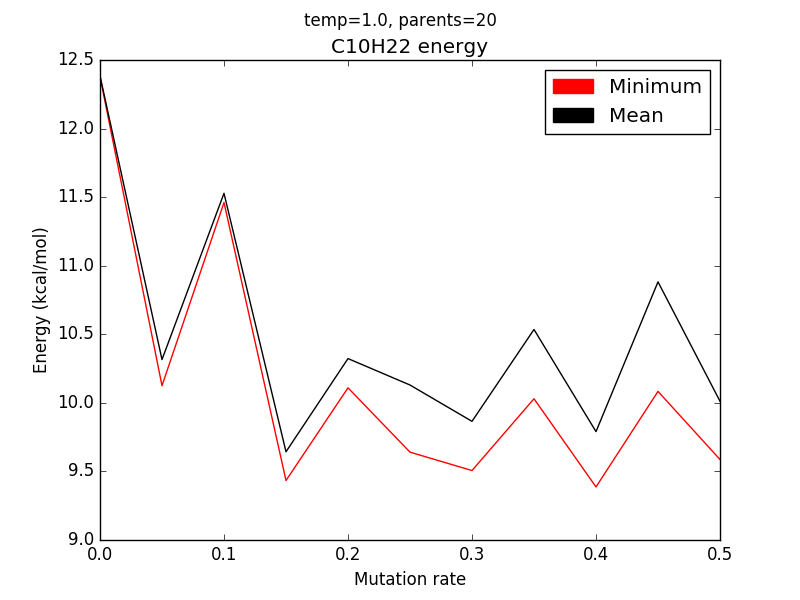 temp=1.0, parents=20
C10H22 energy
Minimum
Mean
Energy (kcal/mol)
12.5
12.0
11.5
11.0
10.5
10.0
9.5
9.0
0.0 0.1 0.2 0.3 0.4 0.5
Mutation rate